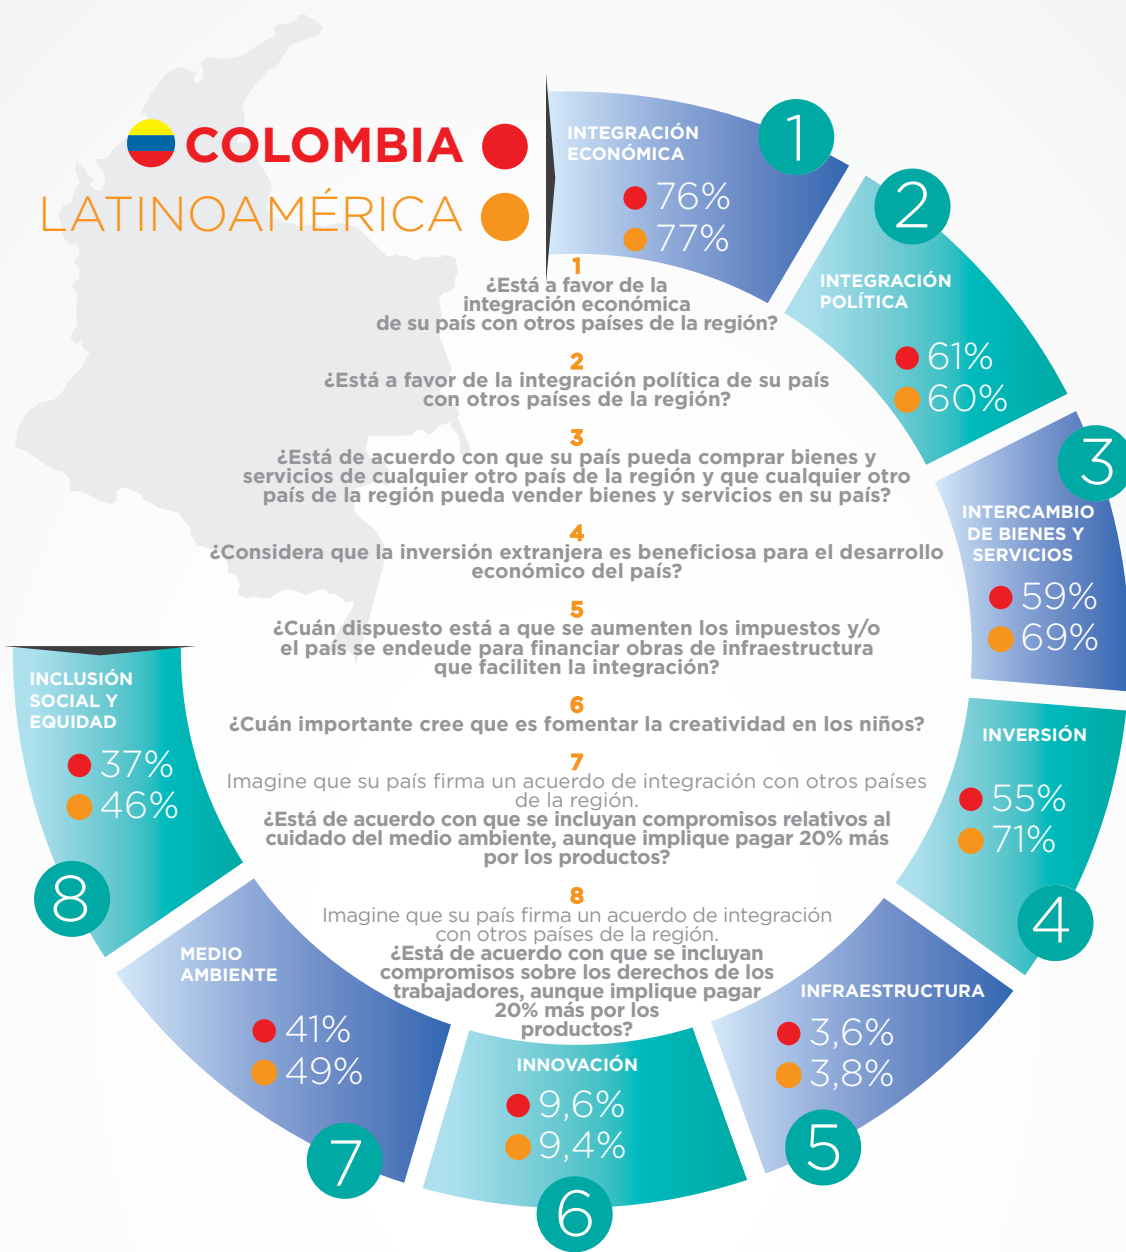 COLOMBIA
LATINOAMÉRICA
INTEGRACIÓN
ECONÓMICA
76%
77%
1
2
INTEGRACIÓN
POLÍTICA
61%
60%
3
INTERCAMBIO
DE BIENES Y
SERVICIOS
59%
69%
INVERSIÓN
55%
71%
4
INFRAESTRUCTURA
3,6%
3,8%
5
INNOVACIÓN
9,6%
9,4%
6
MEDIO
AMBIENTE
41%
49%
7
INCLUSIÓN
SOCIAL Y
EQUIDAD
37%
46%
8
1
¿Está a favor de la
integración económica
de su país con otros países de la región?
2
¿Está a favor de la integración política de su país
con otros países de la región?
3
¿Está de acuerdo con que su país pueda comprar bienes y
servicios de cualquier otro país de la región y que cualquier otro
país de la región pueda vender bienes y servicios en su país?
4
¿Considera que la inversión extranjera es beneficiosa para el desarrollo
económico del país?
5
¿Cuán dispuesto está a que se aumenten los impuestos y/o
el país se endeude para financiar obras de infraestructura
que faciliten la integración?
6
¿Cuán importante cree que es fomentar la creatividad en los niños?
7
Imagine que su país firma un acuerdo de integración con otros países
de la región.
¿Está de acuerdo con que se incluyan compromisos relativos al
cuidado del medio ambiente, aunque implique pagar 20% más
por los productos?
8
Imagine que su país firma un acuerdo de integración
con otros países de la región.
¿Está de acuerdo con que se incluyan
compromisos sobre los derechos de los
trabajadores, aunque implique pagar
20% más por los
productos?